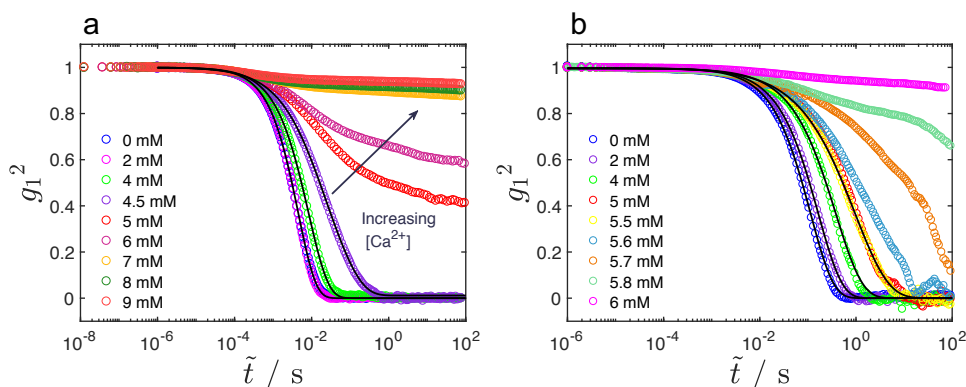 a
g₁²
1
0.8
0.6
0.4
0.2
0
0 mM
2 mM
4 mM
4.5 mM
5 mM
6 mM
7 mM
8 mM
9 mM
Increasing
[Ca²⁺]
10⁻⁸ 10⁻⁶ 10⁻⁴ 10⁻² 10⁰ 10²
t̃ / s
b
g₁²
1
0.8
0.6
0.4
0.2
0
0 mM
2 mM
4 mM
5 mM
5.5 mM
5.6 mM
5.7 mM
5.8 mM
6 mM
10⁻⁶ 10⁻⁴ 10⁻² 10⁰ 10²
t̃ / s